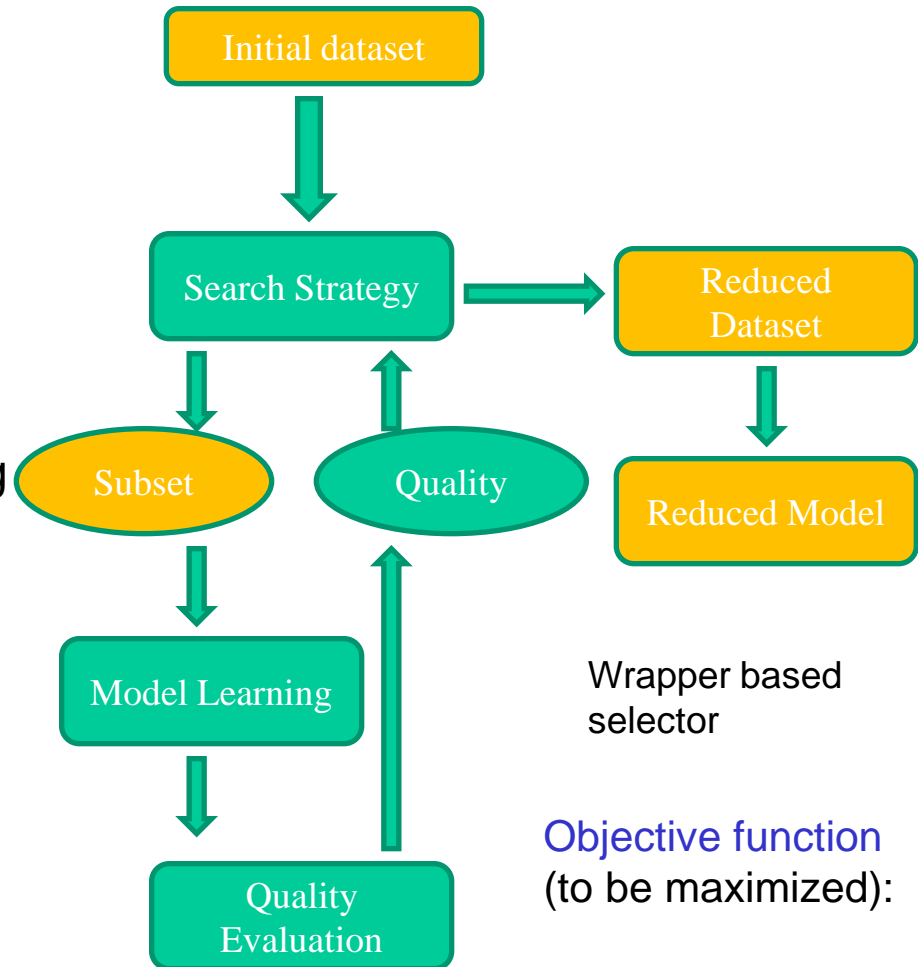 Initial dataset
Search Strategy
Reduced
Dataset
g
Subset
Quality
Reduced Model
Model Learning
Wrapper based
selector
Objective function
(to be maximized):
Quality
Evaluation